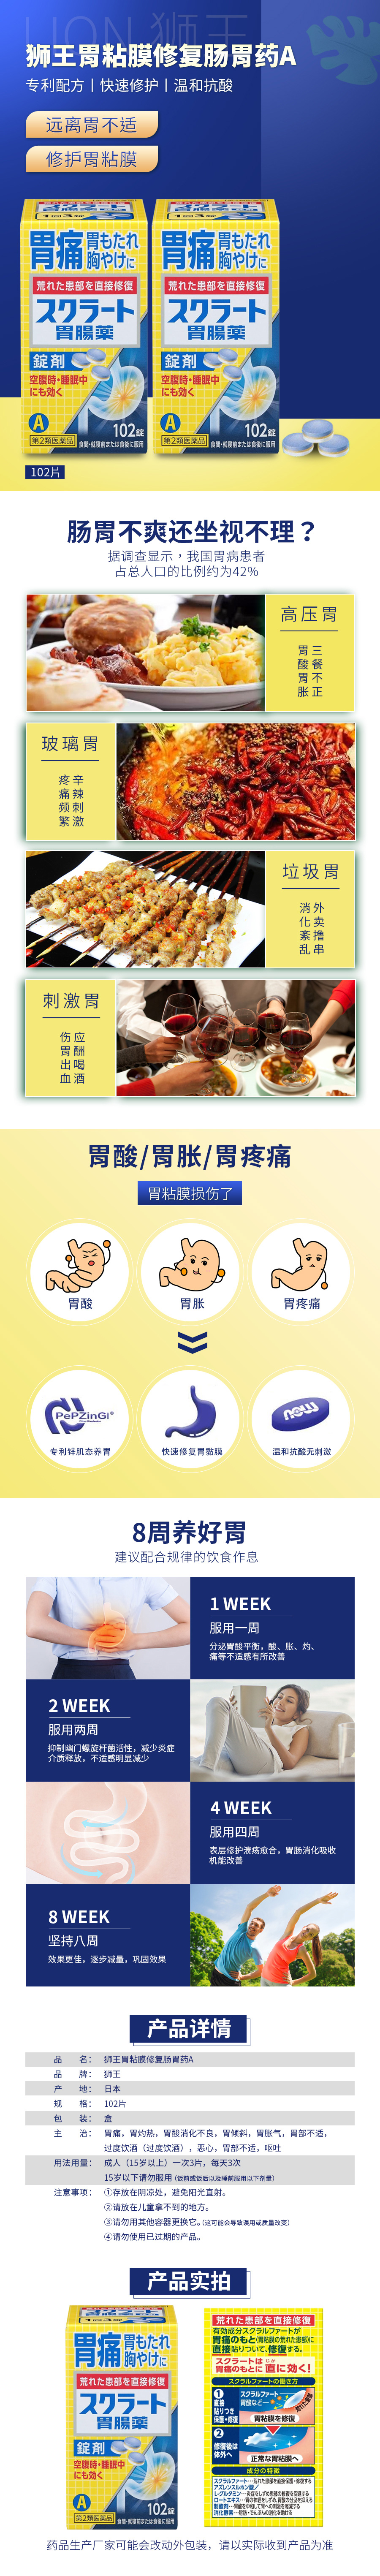 LION 狮王
狮王胃粘膜修复肠胃药A
专利配方丨快速修护丨温和抗酸
远离胃不适
修护胃粘膜
胃痛 胃もたれ 胸やけに
荒れた患部を直接修復
スクラート
胃腸薬
錠剤
空腹時・睡眠中
にも効く
A
第2類医薬品
102錠
食間・就寝前または食後に服用
胃痛 胃もたれ 胸やけに
荒れた患部を直接修復
スクラート
胃腸薬
錠剤
空腹時・睡眠中
にも効く
A
第2類医薬品
102錠
食間・就寝前または食後に服用
102片
肠胃不爽还坐视不理？
据调查显示，我国胃病患者
占总人口的比例约为42%
高压胃
三餐不正
胃酸胃胀
玻璃胃
辛辣刺激
疼痛频繁
垃圾胃
外卖撸串
消化紊乱
刺激胃
应酬喝酒
伤胃出血
胃酸/胃胀/胃疼痛
胃粘膜损伤了
胃酸
胃胀
胃疼痛
PePZinGI
now
专利锌肌态养胃
快速修复胃黏膜
温和抗酸无刺激
8周养好胃
建议配合规律的饮食作息
1 WEEK
服用一周
分泌胃酸平衡，酸、胀、灼、
痛等不适感有所改善
2 WEEK
服用两周
抑制幽门螺旋杆菌活性，减少炎症
介质释放，不适感明显减少
4 WEEK
服用四周
表层修护溃疡愈合，胃肠消化吸收
机能改善
8 WEEK
坚持八周
效果更佳，逐步减量，巩固效果
产品详情
品 名： 狮王胃粘膜修复肠胃药A
品 牌： 狮王
产 地： 日本
规 格： 102片
包 装： 盒
主 治： 胃痛，胃灼热，胃酸消化不良，胃倾斜，胃胀气，胃部不适，
过度饮酒（过度饮酒），恶心，胃部不适，呕吐
用法用量： 成人（15岁以上）一次3片，每天3次
15岁以下请勿服用（饭前或饭后以及睡前服用以下剂量）
注意事项： ①存放在阴凉处，避免阳光直射。
②请放在儿童拿不到的地方。
③请勿用其他容器更换它。（这可能会导致误用或质量改变）
④请勿使用已过期的产品。
产品实拍
胃痛 胃もたれ 胸やけに
荒れた患部を直接修復
スクラート
胃腸薬
錠剤
空腹時・睡眠中
にも効く
A
第2類医薬品
102錠
食間・就寝前または食後に服用
荒れた患部を直接修復
有効成分スクラルファートが
胃痛のもと（胃粘膜の荒れた患部）に
直接貼りついて、修復する。
スクラートは
胃痛のもとに直に効く！
スクラルファートの働き方
1
直接
貼りつき
保護・修復
スクラルファート
胃酸など
荒れた患部
胃粘膜を修復
2
修復後は
体外へ
正常な胃粘膜へ
成分の特徴
药品生产厂家可能会改动外包装，请以实际收到产品为准